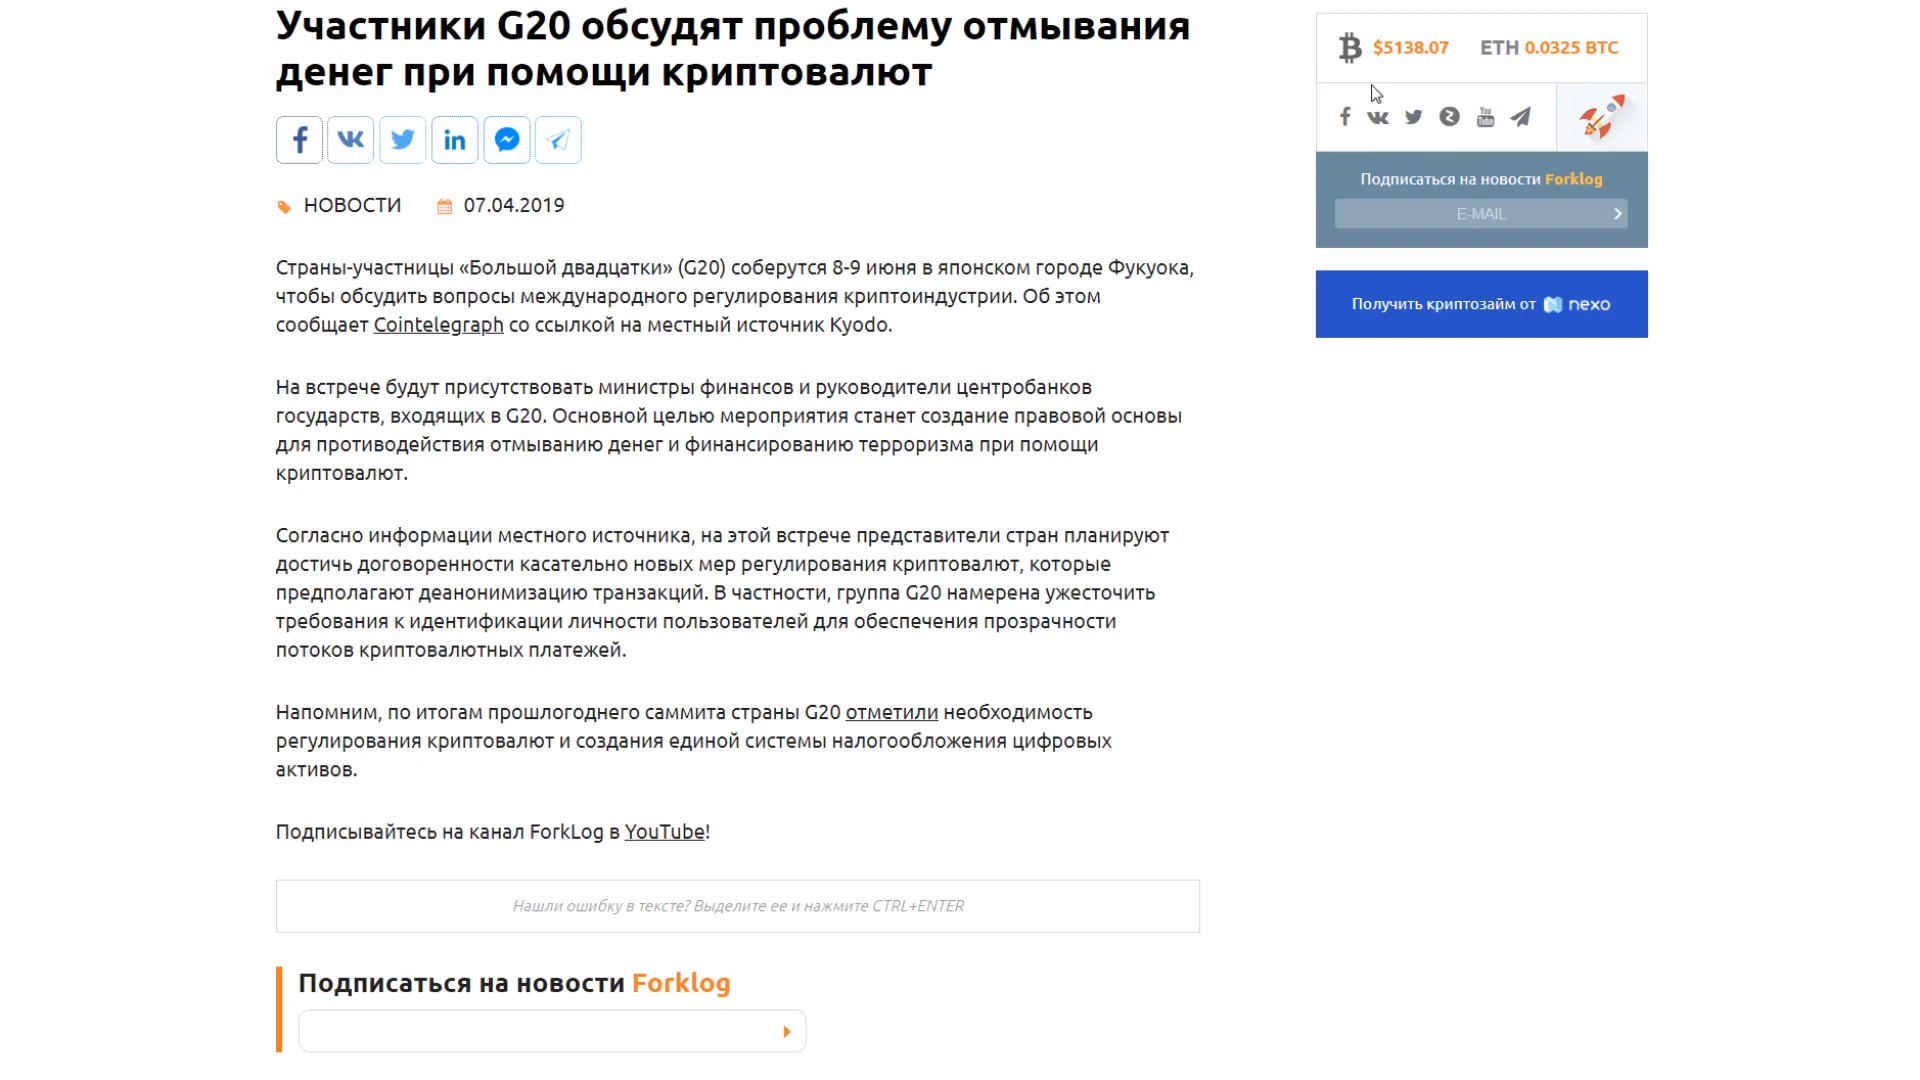 Участники G20 обсудят проблему отмывания
денег при помощи криптовалют
НОВОСТИ 07.04.2019
Страны-участницы «Большой двадцатки» (G20) соберутся 8-9 июня в японском городе Фукуока,
чтобы обсудить вопросы международного регулирования криптоиндустрии. Об этом
сообщает Cointelegraph со ссылкой на местный источник Kyodo.
На встрече будут присутствовать министры финансов и руководители центробанков
государств, входящих в G20. Основной целью мероприятия станет создание правовой основы
для противодействия отмыванию денег и финансированию терроризма при помощи
криптовалют.
Согласно информации местного источника, на этой встрече представители стран планируют
достичь договоренности касательно новых мер регулирования криптовалют, которые
предполагают деанонимизацию транзакций. В частности, группа G20 намерена ужесточить
требования к идентификации личности пользователей для обеспечения прозрачности
потоков криптовалютных платежей.
Напомним, по итогам прошлогоднего саммита страны G20 отметили необходимость
регулирования криптовалют и создания единой системы налогообложения цифровых
активов.
Подписывайтесь на канал ForkLog в YouTube!
Нашли ошибку в тексте? Выделите ее и нажмите CTRL+ENTER
Подписаться на новости Forklog
$5138.07 ETH 0.0325 BTC
You Tube
Подписаться на новости Forklog
E-MAIL
Получить криптозайм от nexo